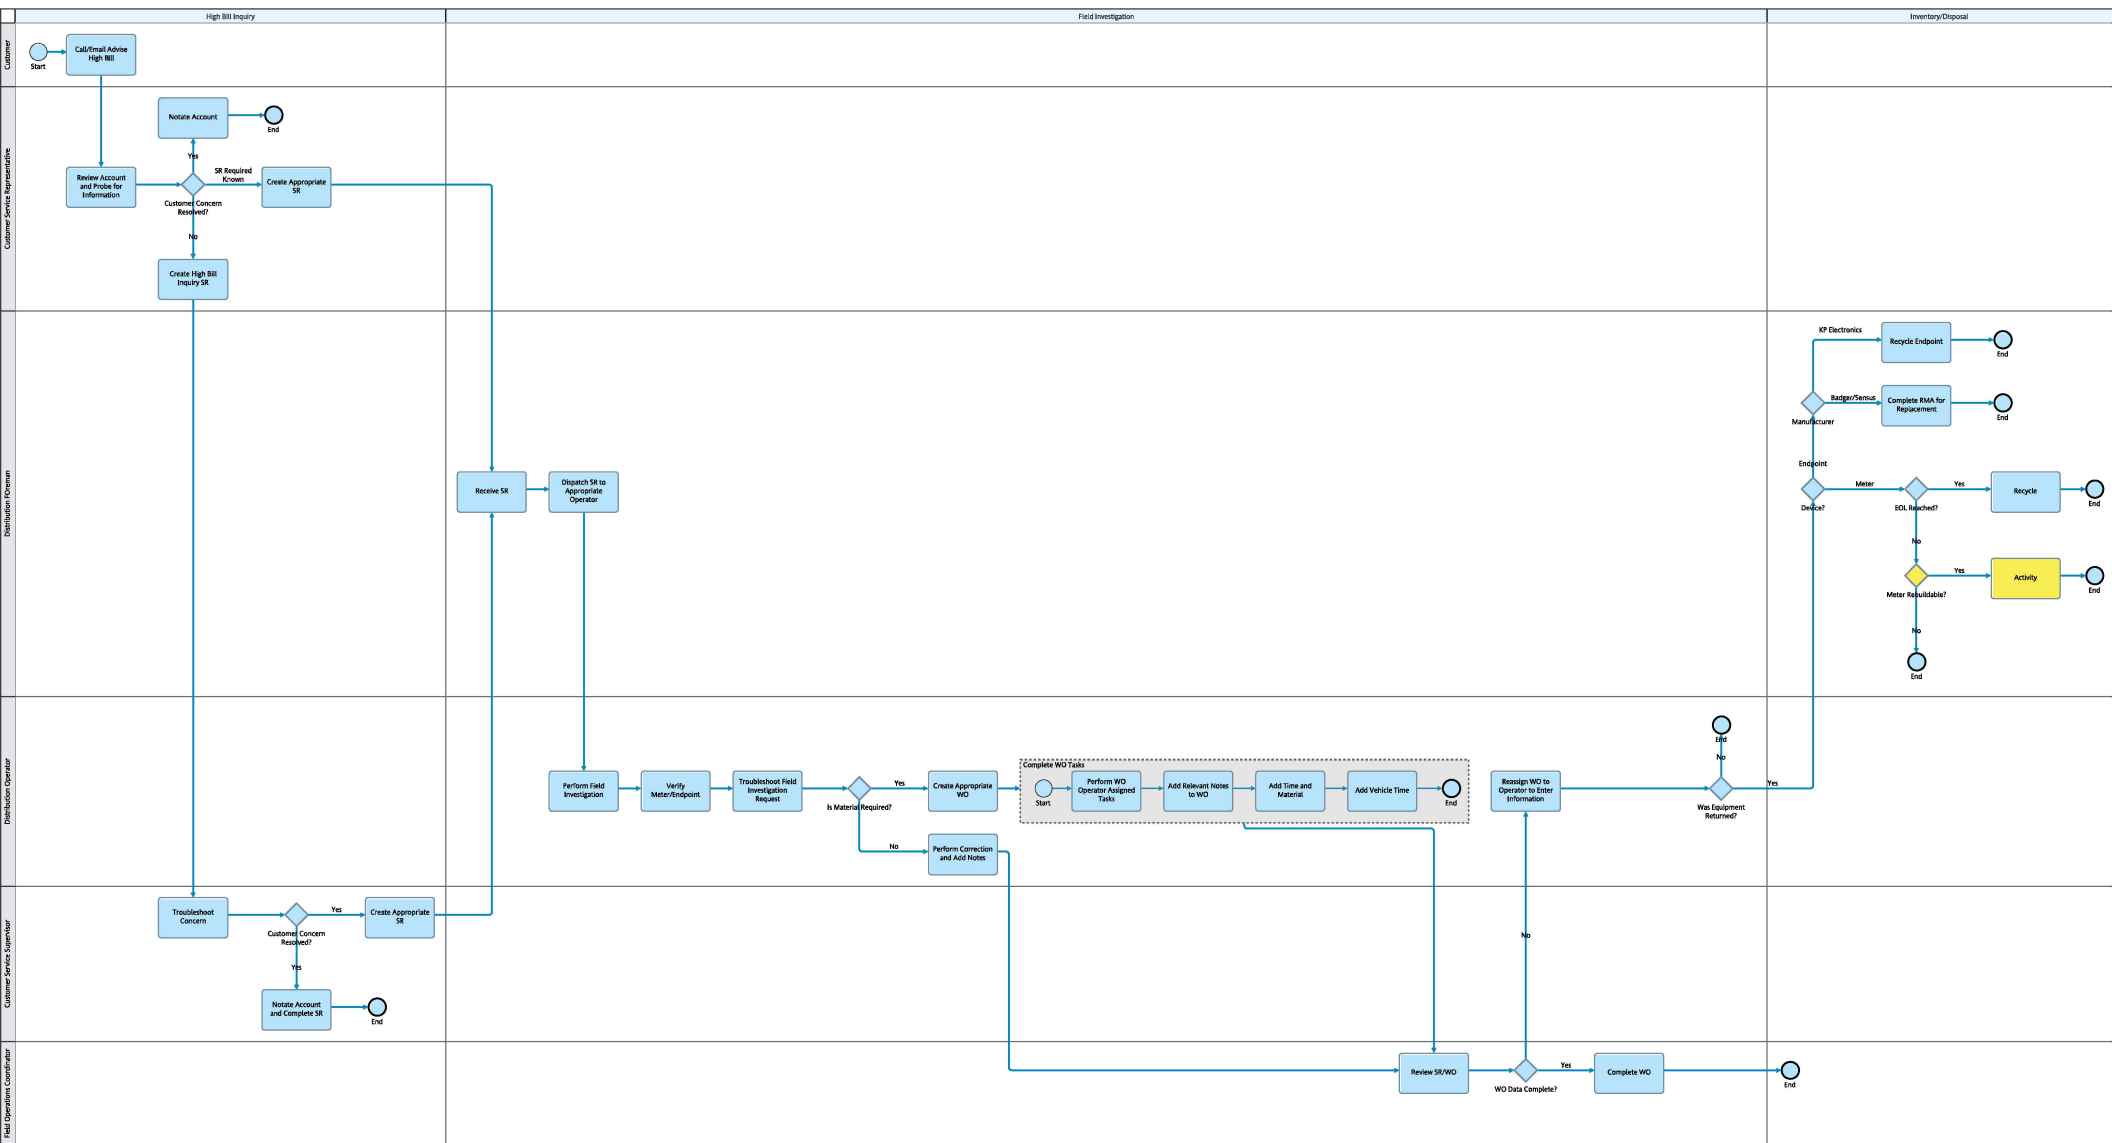 High Bill Inquiry
Field Investigation
Inventory/Disposal
Customer
Start
Call/Email Advise
High Bill
Customer Service Representative
Notate Account
End
Yes
Review Account
and Probe for
Information
SR Required
Known
Customer Concern
Resolved?
Create Appropriate
SR
No
Create High Bill
Inquiry SR
Distribution FOreman
Receive SR
Dispatch SR to
Appropriate
Operator
KP Electronics
Recycle Endpoint
End
Badger/Sensus
Complete RMA for
Replacement
End
Manufacturer
Endpoint
Device?
Meter
EOL Reached?
Yes
Recycle
End
No
Meter Rebuildable?
Yes
Activity
End
No
End
Distribution Operator
Perform Field
Investigation
Verify
Meter/Endpoint
Troubleshoot Field
Investigation
Request
Is Material Required?
Yes
Create Appropriate
WO
No
Perform Correction
and Add Notes
Complete WO Tasks
Start
Perform WO
Operator Assigned
Tasks
Add Relevant Notes
to WO
Add Time and
Material
Add Vehicle Time
End
Reassign WO to
Operator to Enter
Information
End
No
Was Equipment
Returned?
Yes
Customer Service Supervisor
Troubleshoot
Concern
Customer Concern
Resolved?
Yes
Create Appropriate
SR
Yes
Notate Account
and Complete SR
End
No
Field Operations Coordinator
Review SR/WO
WO Data Complete?
Yes
Complete WO
End